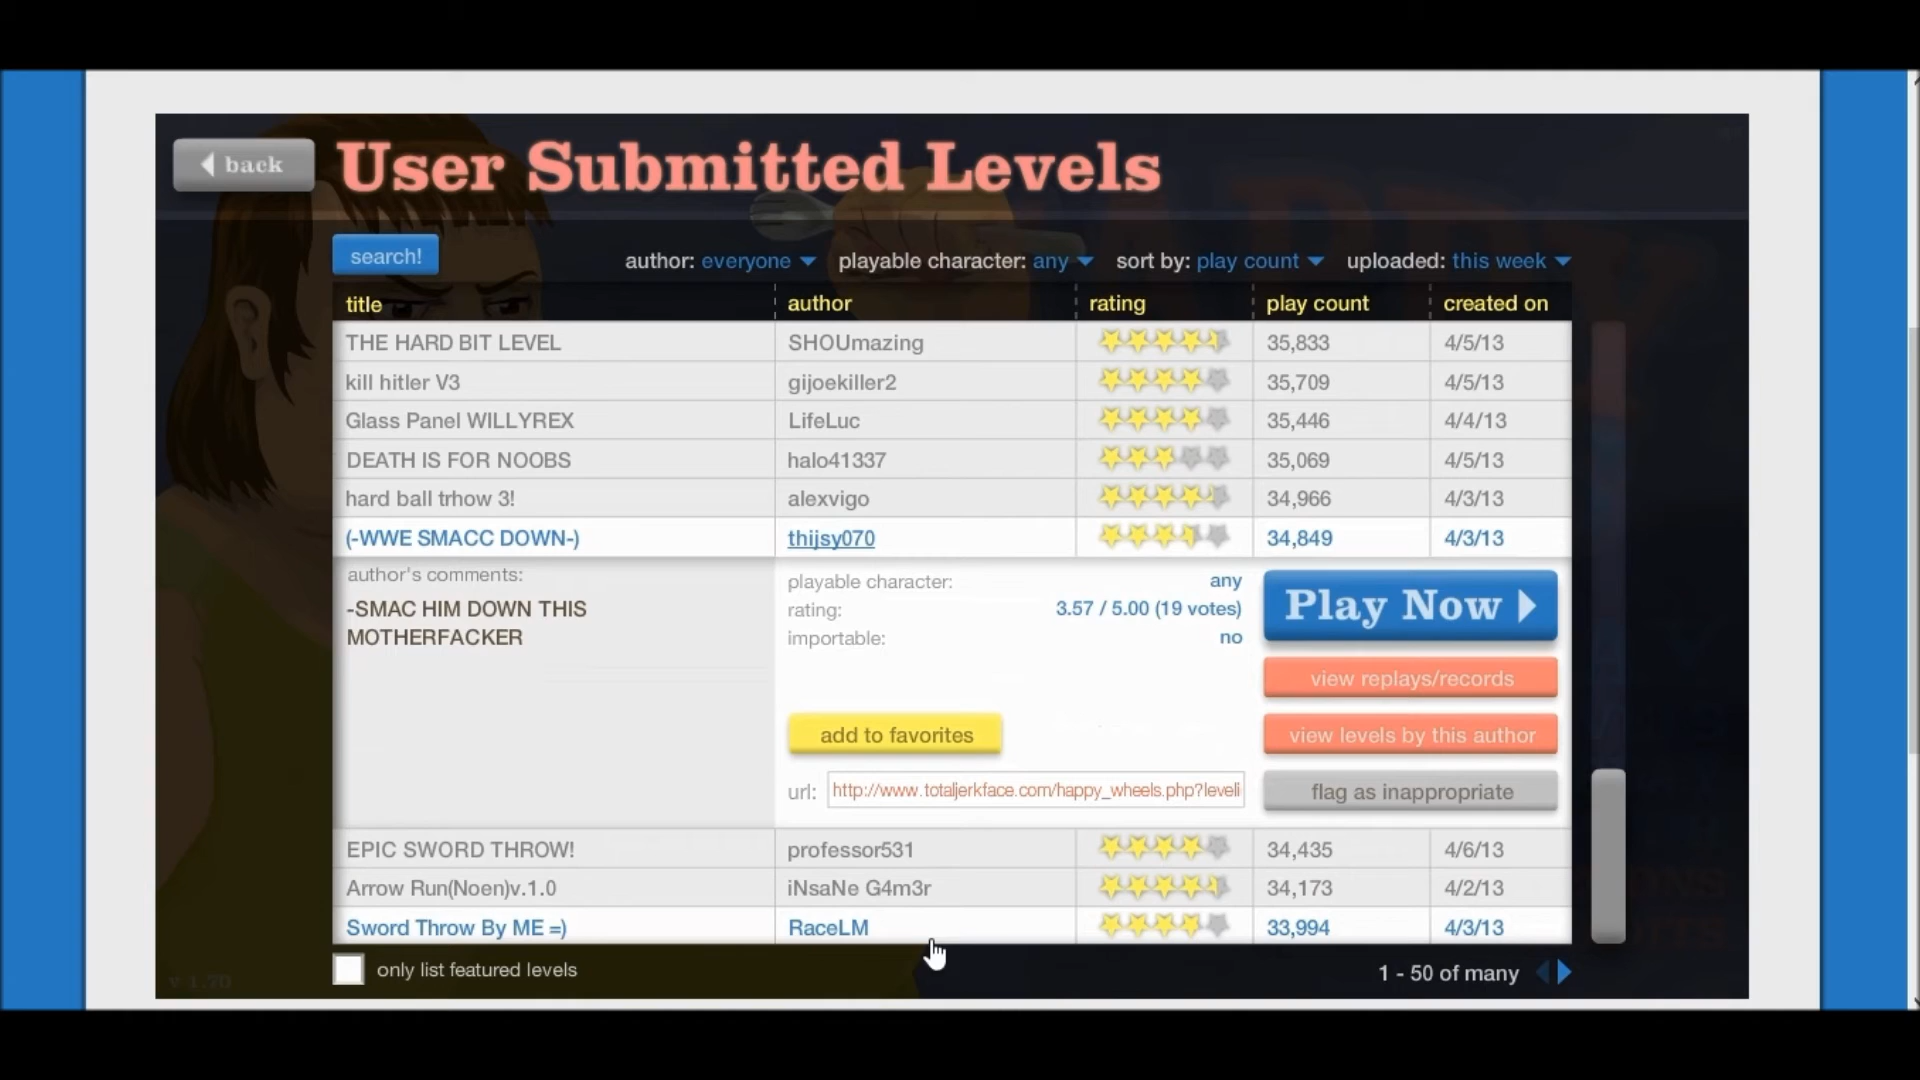 back
User Submitted Levels
search!
author: everyone playable character: any sort by: play count uploaded: this week
title author rating play count created on
THE HARD BIT LEVEL SHOUmazing 35,833 4/5/13
kill hitler V3 gijoekiller2 35,709 4/5/13
Glass Panel WILLYREX LifeLuc 35,446 4/4/13
DEATH IS FOR NOOBS halo41337 35,069 4/5/13
hard ball trhow 3! alexvigo 34,966 4/3/13
(-WWE SMACC DOWN-) thijsy070 34,849 4/3/13
author's comments:
-SMAC HIM DOWN THIS
MOTHERFACKER
playable character: any
rating: 3.57 / 5.00 (19 votes)
importable: no
Play Now
view replays/records
add to favorites
view levels by this author
url: http://www.totaljerkface.com/happy_wheels.php?leveli
flag as inappropriate
EPIC SWORD THROW! professor531 34,435 4/6/13
Arrow Run(Noen)v.1.0 iNsaNe G4m3r 34,173 4/2/13
Sword Throw By ME =) RaceLM 33,994 4/3/13
only list featured levels
1 - 50 of many
v 1.70